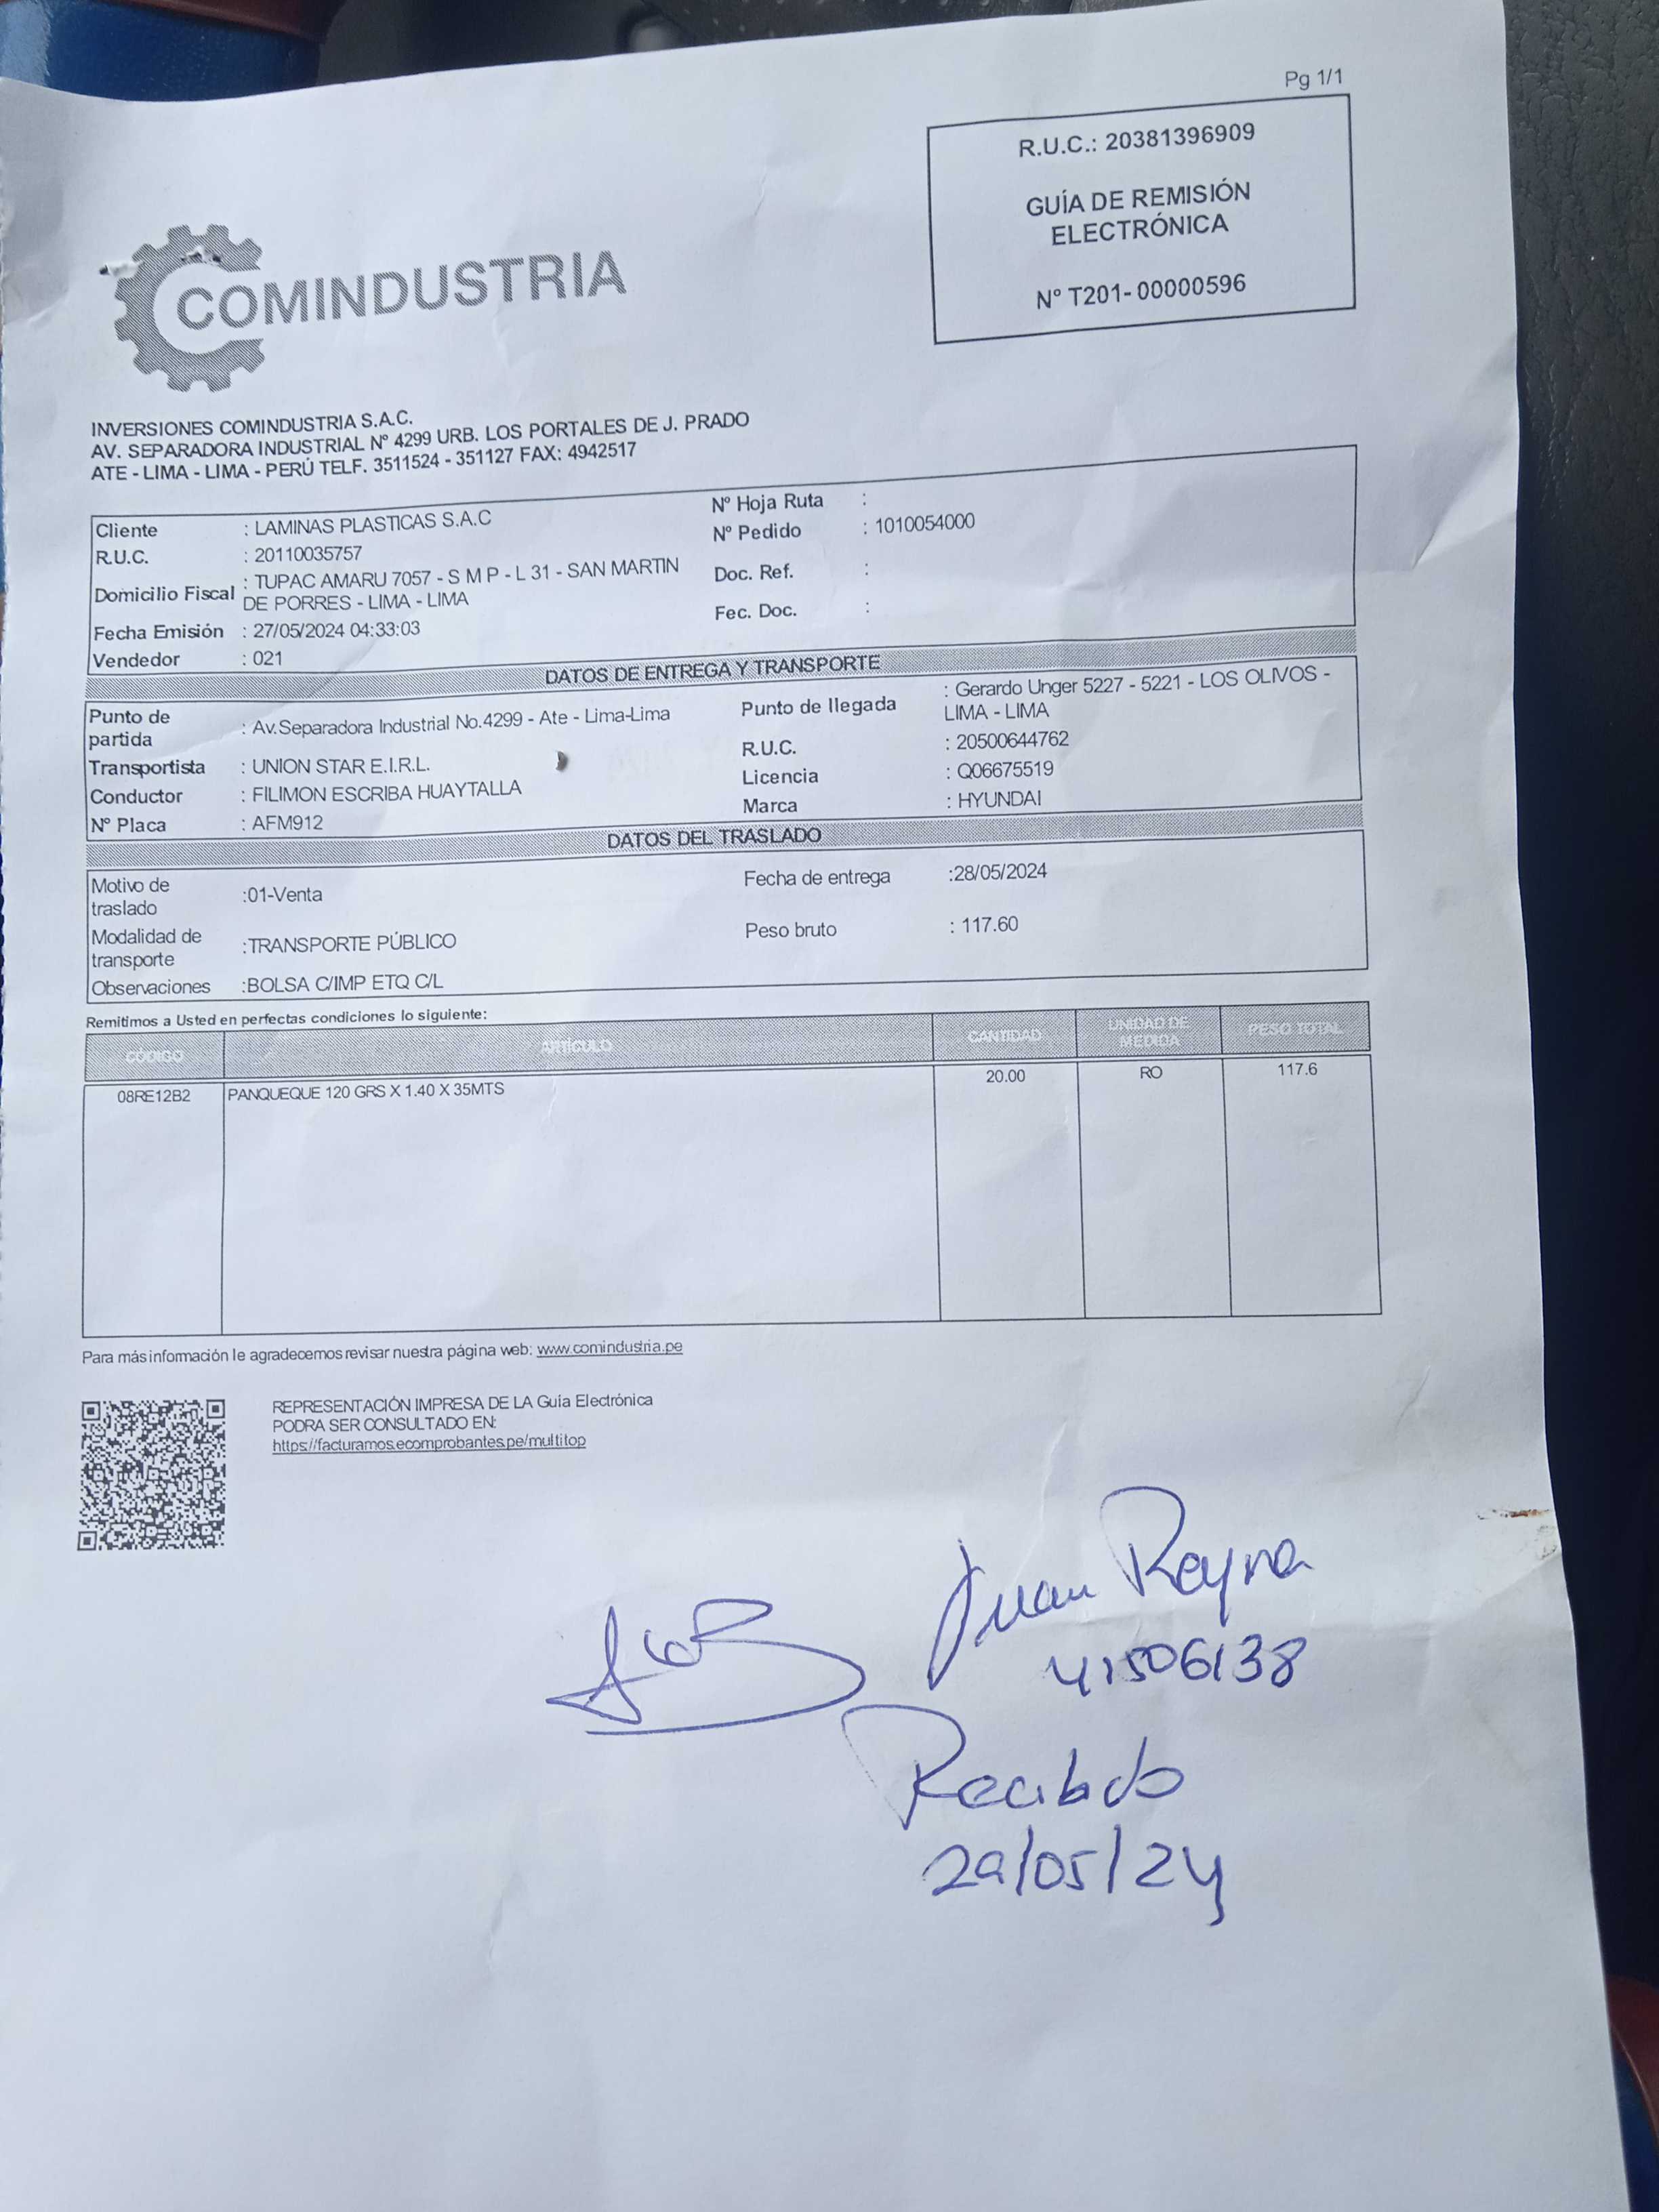 Pg 1/1
R.U.C.: 20381396909
GUÍA DE REMISIÓN
ELECTRÓNICA
Nº T201- 00000596
COMINDUSTRIA
INVERSIONES COMINDUSTRIA S.A.C.
AV. SEPARADORA INDUSTRIAL Nº 4299 URB. LOS PORTALES DE J. PRADO
ATE - LIMA - LIMA - PERÚ TELF. 3511524 - 351127 FAX: 4942517
Cliente : LAMINAS PLASTICAS S.A.C
R.U.C. : 20110035757
Domicilio Fiscal : TUPAC AMARU 7057 - S M P - L 31 - SAN MARTIN
DE PORRES - LIMA - LIMA
Fecha Emisión : 27/05/2024 04:33:03
Vendedor : 021
Nº Hoja Ruta :
Nº Pedido : 1010054000
Doc. Ref. :
Fec. Doc. :
DATOS DE ENTREGA Y TRANSPORTE
Punto de
partida : Av.Separadora Industrial No.4299 - Ate - Lima-Lima
Transportista : UNION STAR E.I.R.L.
Conductor : FILIMON ESCRIBA HUAYTALLA
Nº Placa : AFM912
Punto de llegada : Gerardo Unger 5227 - 5221 - LOS OLIVOS -
LIMA - LIMA
R.U.C. : 20500644762
Licencia : Q06675519
Marca : HYUNDAI
DATOS DEL TRASLADO
Motivo de
traslado :01-Venta
Modalidad de
transporte :TRANSPORTE PÚBLICO
Observaciones :BOLSA C/IMP ETQ C/L
Fecha de entrega :28/05/2024
Peso bruto : 117.60
Remitimos a Usted en perfectas condiciones lo siguiente:
CÓDIGO ARTÍCULO CANTIDAD UNIDAD DE MEDIDA PESO TOTAL
08RE12B2 PANQUEQUE 120 GRS X 1.40 X 35MTS 20.00 RO 117.6
Para más información le agradecemos revisar nuestra página web: www.comindustria.pe
REPRESENTACIÓN IMPRESA DE LA Guía Electrónica
PODRA SER CONSULTADO EN:
https://facturamos.ecomprobantes.pe/multitop
Juan Reyna
41506138
Recibido
29/05/24